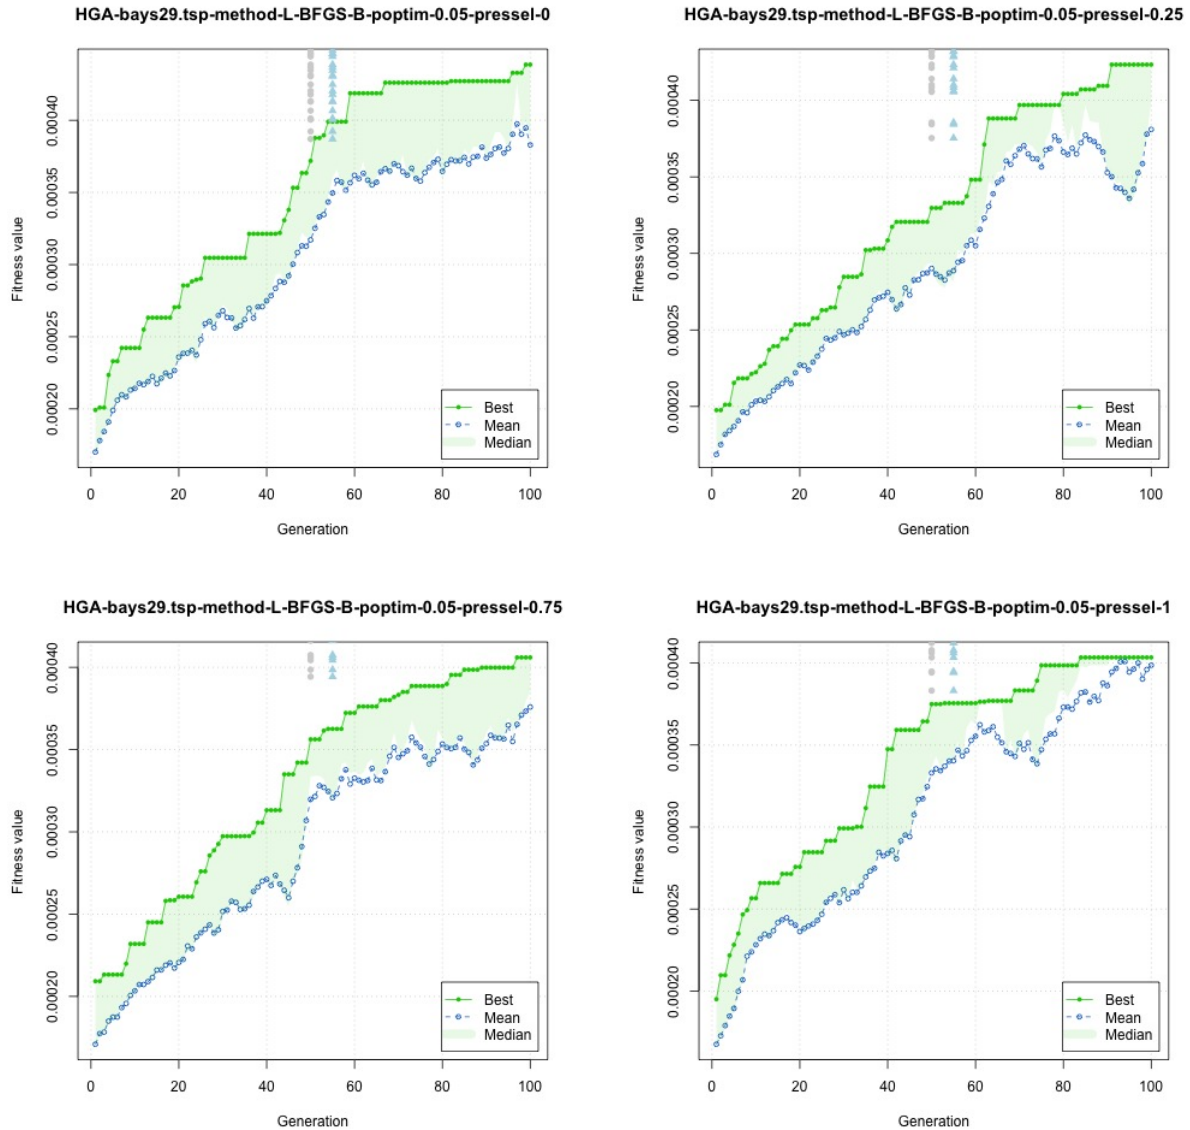 HGA-bays29.tsp-method-L-BFGS-B-poptim-0.05-pressel-0
Fitness value
0.00040
0.00035
0.00030
0.00025
0.00020
Best
Mean
Median
0 20 40 60 80 100
Generation
HGA-bays29.tsp-method-L-BFGS-B-poptim-0.05-pressel-0.25
Fitness value
0.00040
0.00035
0.00030
0.00025
0.00020
Best
Mean
Median
0 20 40 60 80 100
Generation
HGA-bays29.tsp-method-L-BFGS-B-poptim-0.05-pressel-0.75
Fitness value
0.00040
0.00035
0.00030
0.00025
0.00020
Best
Mean
Median
0 20 40 60 80 100
Generation
HGA-bays29.tsp-method-L-BFGS-B-poptim-0.05-pressel-1
Fitness value
0.00040
0.00035
0.00030
0.00025
0.00020
Best
Mean
Median
0 20 40 60 80 100
Generation